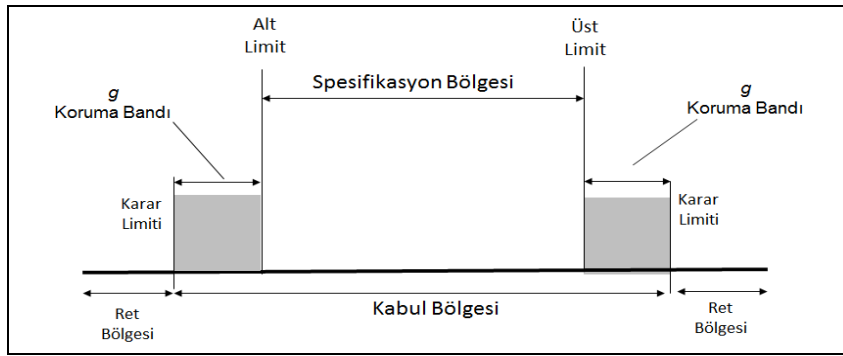 Alt
Limit
Üst
Limit
Spesifikasyon Bölgesi
g
Koruma Bandı
g
Koruma Bandı
Karar
Limiti
Karar
Limiti
Ret
Bölgesi
Kabul Bölgesi
Ret
Bölgesi